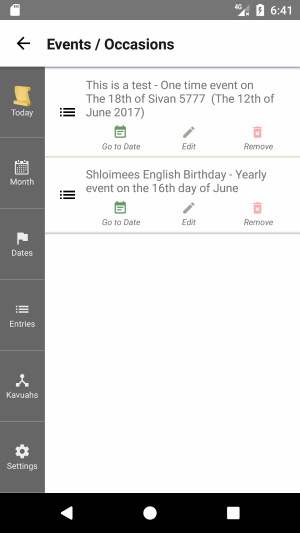 4G 6:41
Events / Occasions
Today
Month
Dates
Entries
Kavuahs
Settings
This is a test - One time event on
The 18th of Sivan 5777 (The 12th of
June 2017)
Go to Date Edit Remove
Shloimees English Birthday - Yearly
event on the 16th day of June
Go to Date Edit Remove